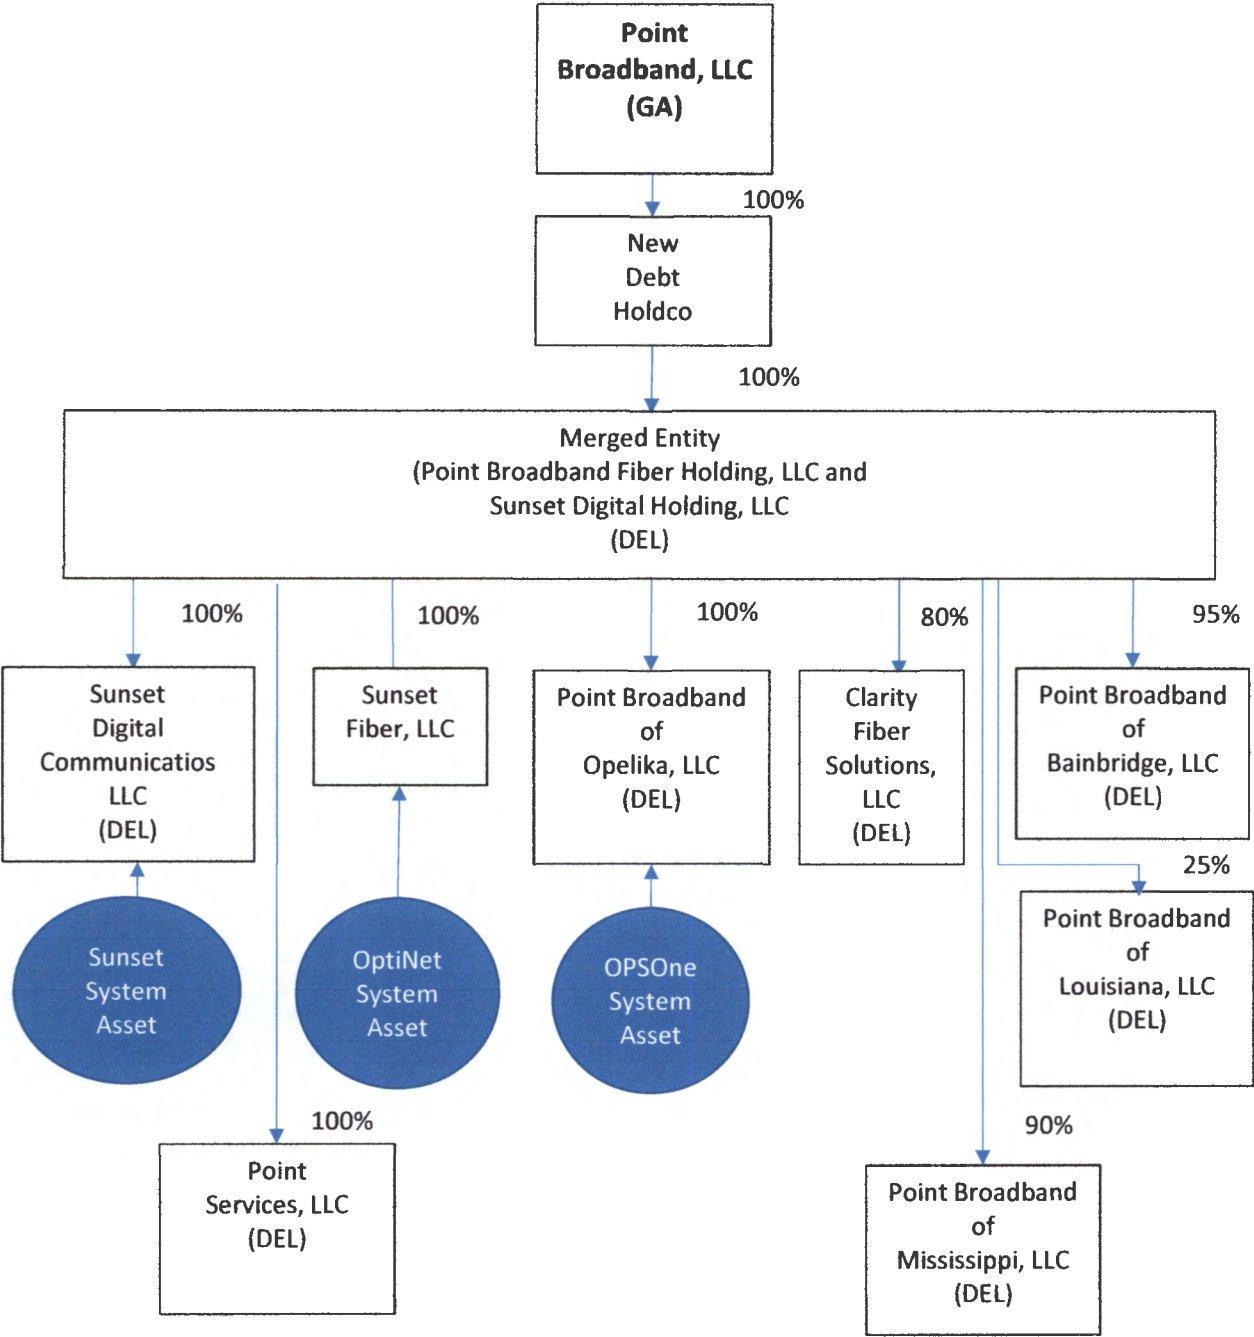 Point
Broadband, LLC
(GA)
100%
New
Debt
Holdco
100%
Merged Entity
(Point Broadband Fiber Holding, LLC and
Sunset Digital Holding, LLC
(DEL)
100%
100%
100%
80%
95%
Sunset
Digital
Communicatios
LLC
(DEL)
Sunset
Fiber, LLC
Point Broadband
of
Opelika, LLC
(DEL)
Clarity
Fiber
Solutions,
LLC
(DEL)
Point Broadband
of
Bainbridge, LLC
(DEL)
25%
Sunset
System
Asset
OptiNet
System
Asset
OPSOne
System
Asset
Point Broadband
of
Louisiana, LLC
(DEL)
100%
Point
Services, LLC
(DEL)
90%
Point Broadband
of
Mississippi, LLC
(DEL)